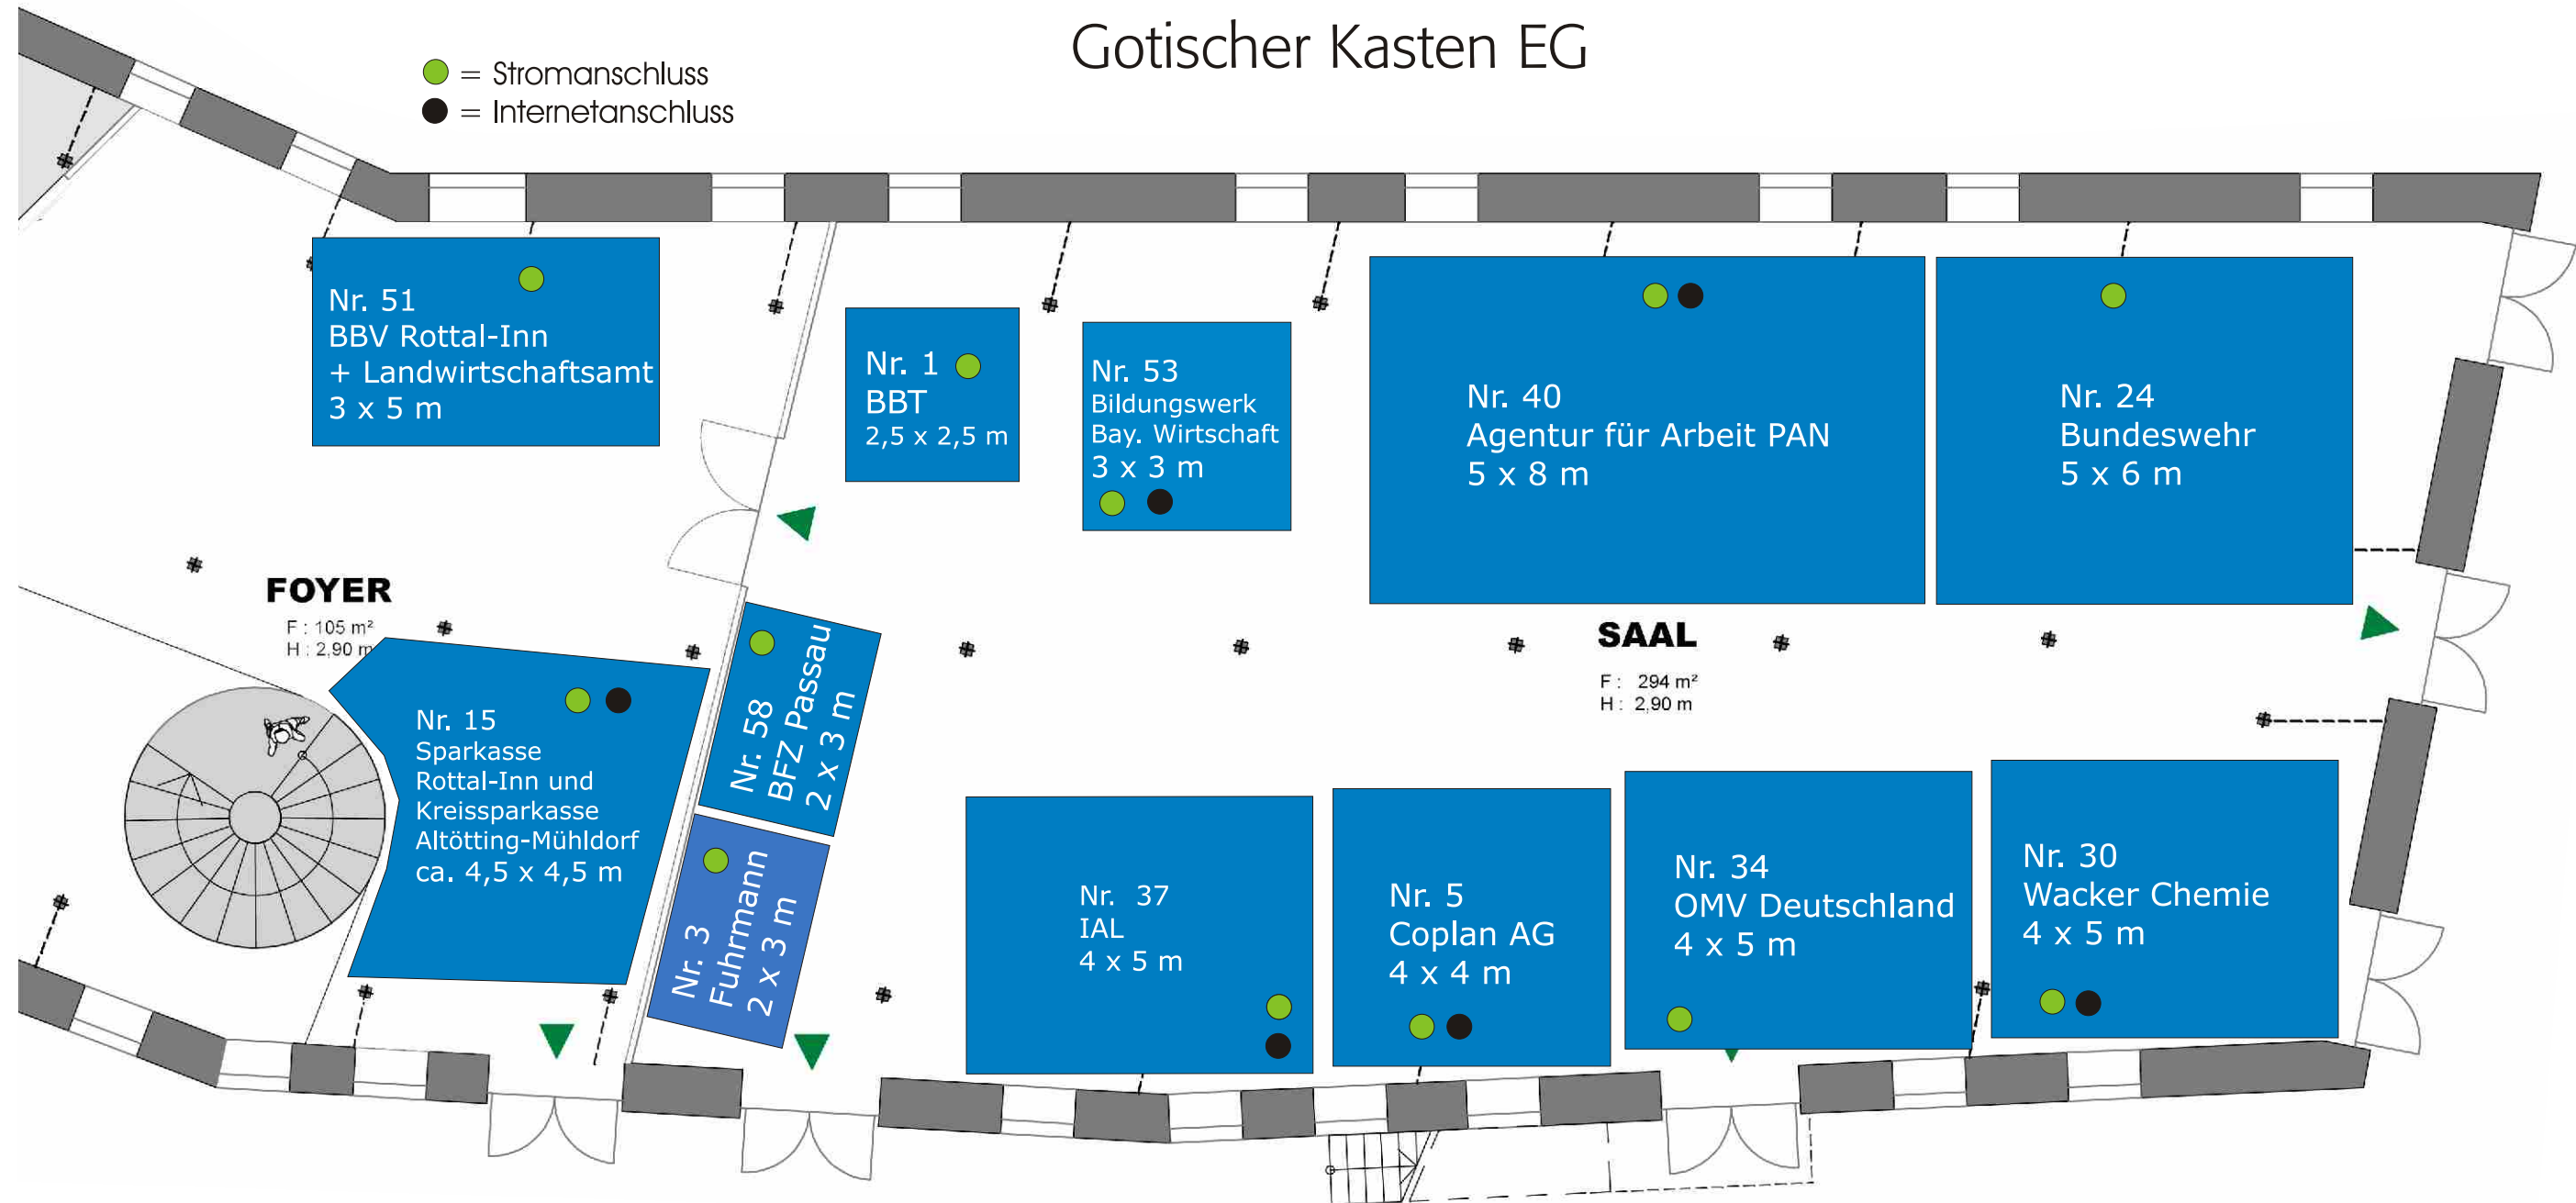 Gotischer Kasten EG
= Stromanschluss
= Internetanschluss
Nr. 51
BBV Rottal-Inn
+ Landwirtschaftsamt
3 x 5 m
Nr. 1
BBT
2,5 x 2,5 m
Nr. 53
Bildungswerk
Bay. Wirtschaft
3 x 3 m
Nr. 40
Agentur für Arbeit PAN
5 x 8 m
Nr. 24
Bundeswehr
5 x 6 m
FOYER
F : 105 m²
H : 2,90 m
SAAL
F : 294 m²
H : 2,90 m
Nr. 15
Sparkasse
Rottal-Inn und
Kreissparkasse
Altötting-Mühldorf
ca. 4,5 x 4,5 m
Nr. 58
BFZ Passau
2 x 3 m
Nr. 3
Fuhrmann
2 x 3 m
Nr. 37
IAL
4 x 5 m
Nr. 5
Coplan AG
4 x 4 m
Nr. 34
OMV Deutschland
4 x 5 m
Nr. 30
Wacker Chemie
4 x 5 m